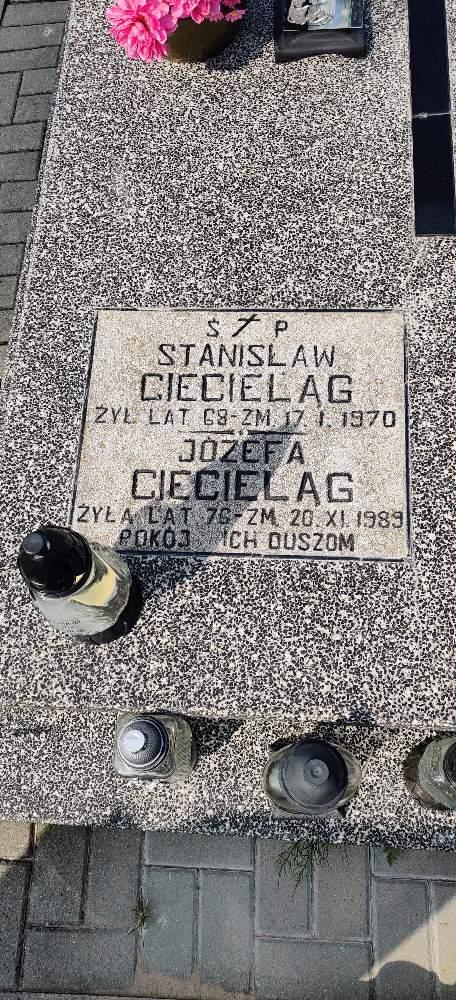 Ś P
STANISŁAW
CIECIELĄG
ŻYŁ LAT 68-ZM. 17. I. 1970
JÓZEFA
CIECIELĄG
ŻYŁA LAT 76-ZM. 20. XI. 1989
POKÓJ ICH DUSZOM